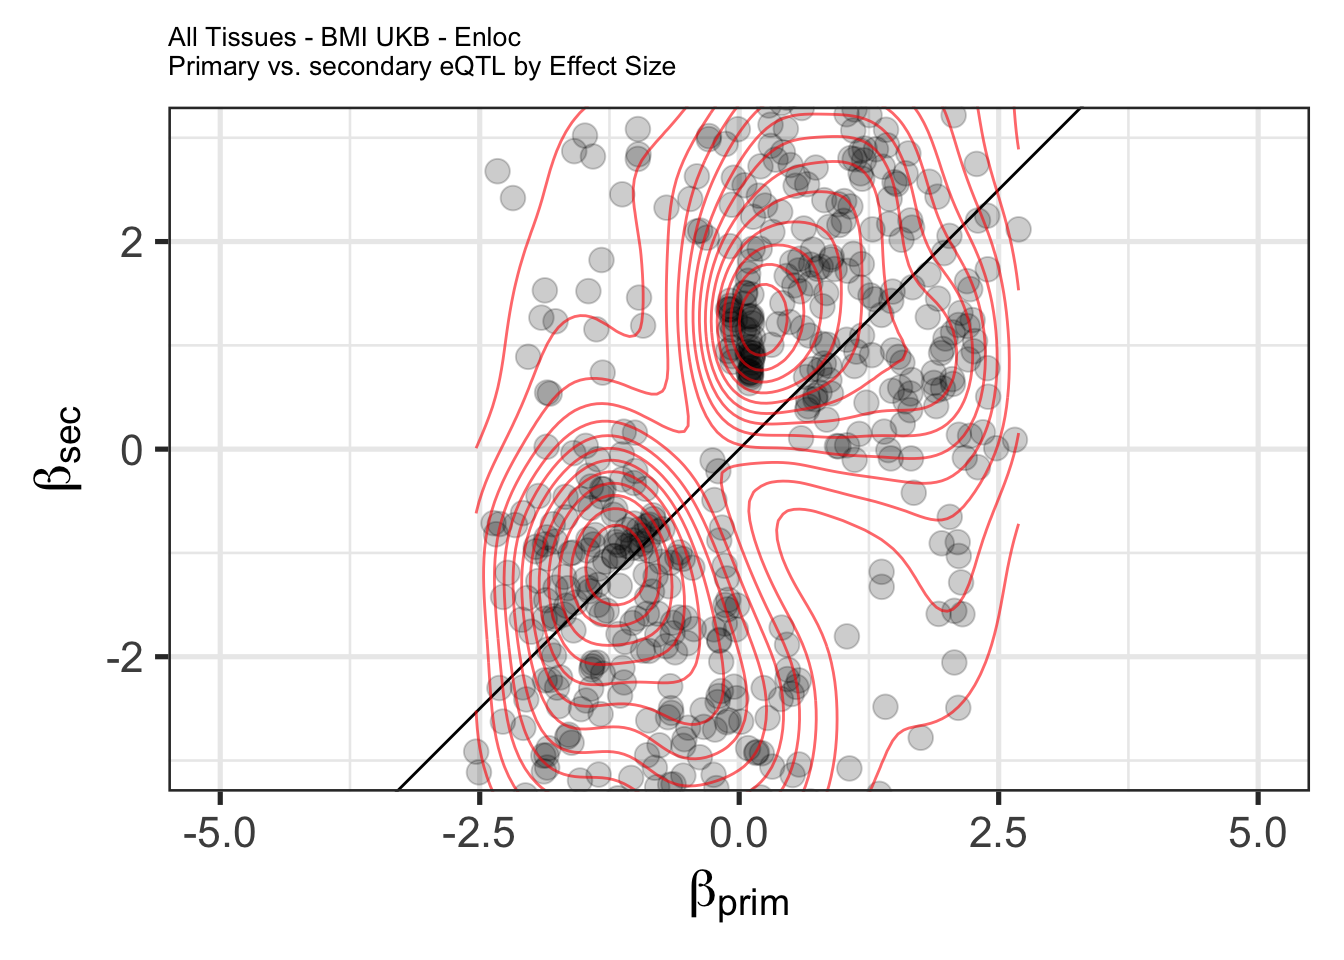 All Tissues - BMI UKB - Enloc
Primary vs. secondary eQTL by Effect Size
2
0
-2
βsec
-5.0 -2.5 0.0 2.5 5.0
βprim